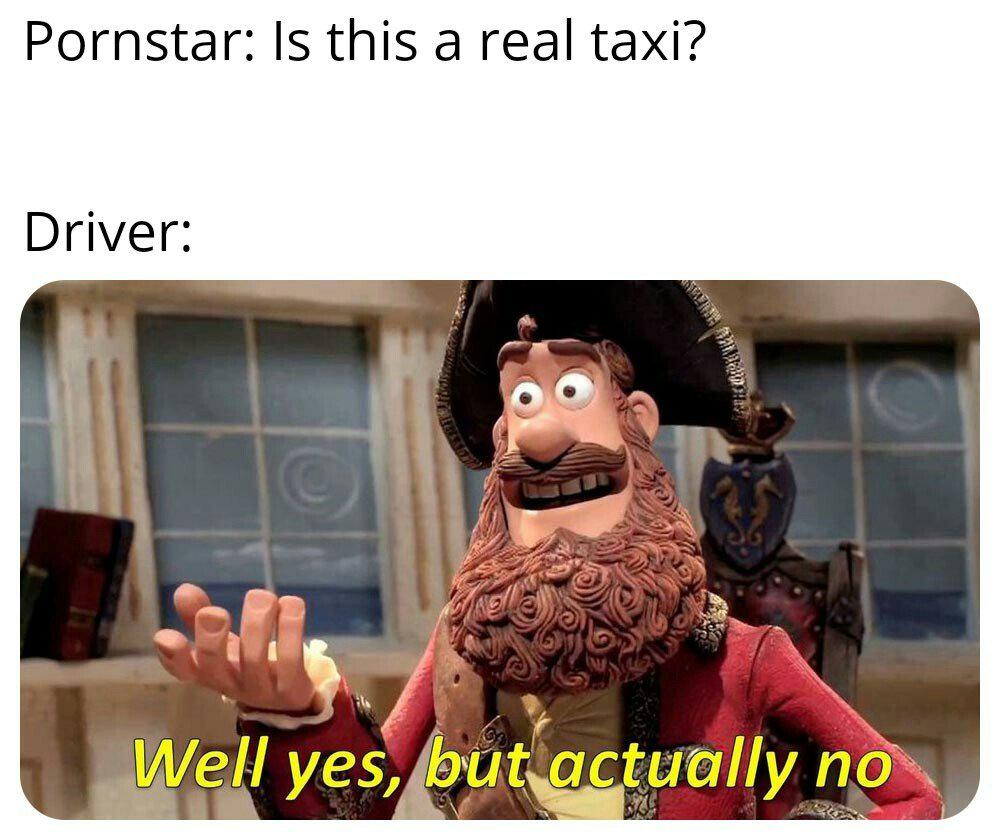 Pornstar: Is this a real taxi?
Driver:
Well yes, but actually no